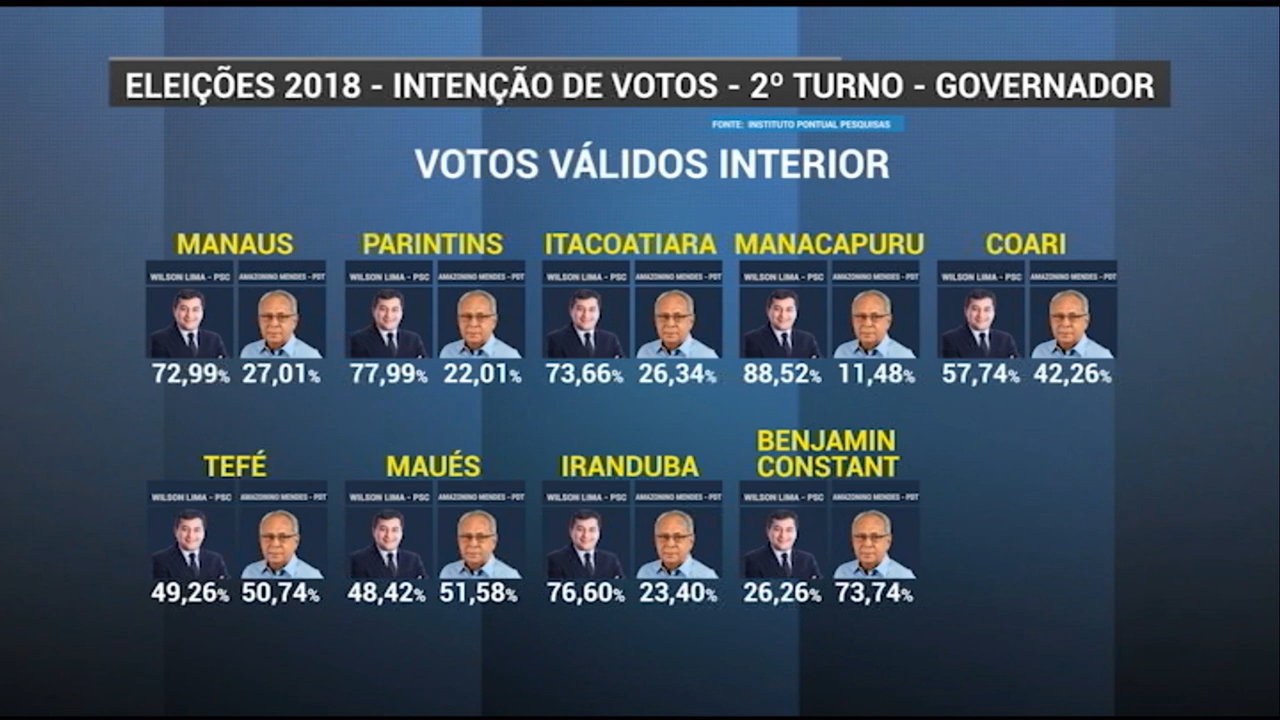 ELEIÇÕES 2018 - INTENÇÃO DE VOTOS - 2º TURNO - GOVERNADOR
FONTE: INSTITUTO PONTUAL PESQUISAS
VOTOS VÁLIDOS INTERIOR
MANAUS PARINTINS ITACOATIARA MANACAPURU COARI
WILSON LIMA - PSC AMAZONINO MENDES - PDT WILSON LIMA - PSC AMAZONINO MENDES - PDT WILSON LIMA - PSC AMAZONINO MENDES - PDT WILSON LIMA - PSC AMAZONINO MENDES - PDT WILSON LIMA - PSC AMAZONINO MENDES - PDT
72,99% 27,01% 77,99% 22,01% 73,66% 26,34% 88,52% 11,48% 57,74% 42,26%
TEFÉ MAUÉS IRANDUBA BENJAMIN
CONSTANT
WILSON LIMA - PSC AMAZONINO MENDES - PDT WILSON LIMA - PSC AMAZONINO MENDES - PDT WILSON LIMA - PSC AMAZONINO MENDES - PDT WILSON LIMA - PSC AMAZONINO MENDES - PDT
49,26% 50,74% 48,42% 51,58% 76,60% 23,40% 26,26% 73,74%